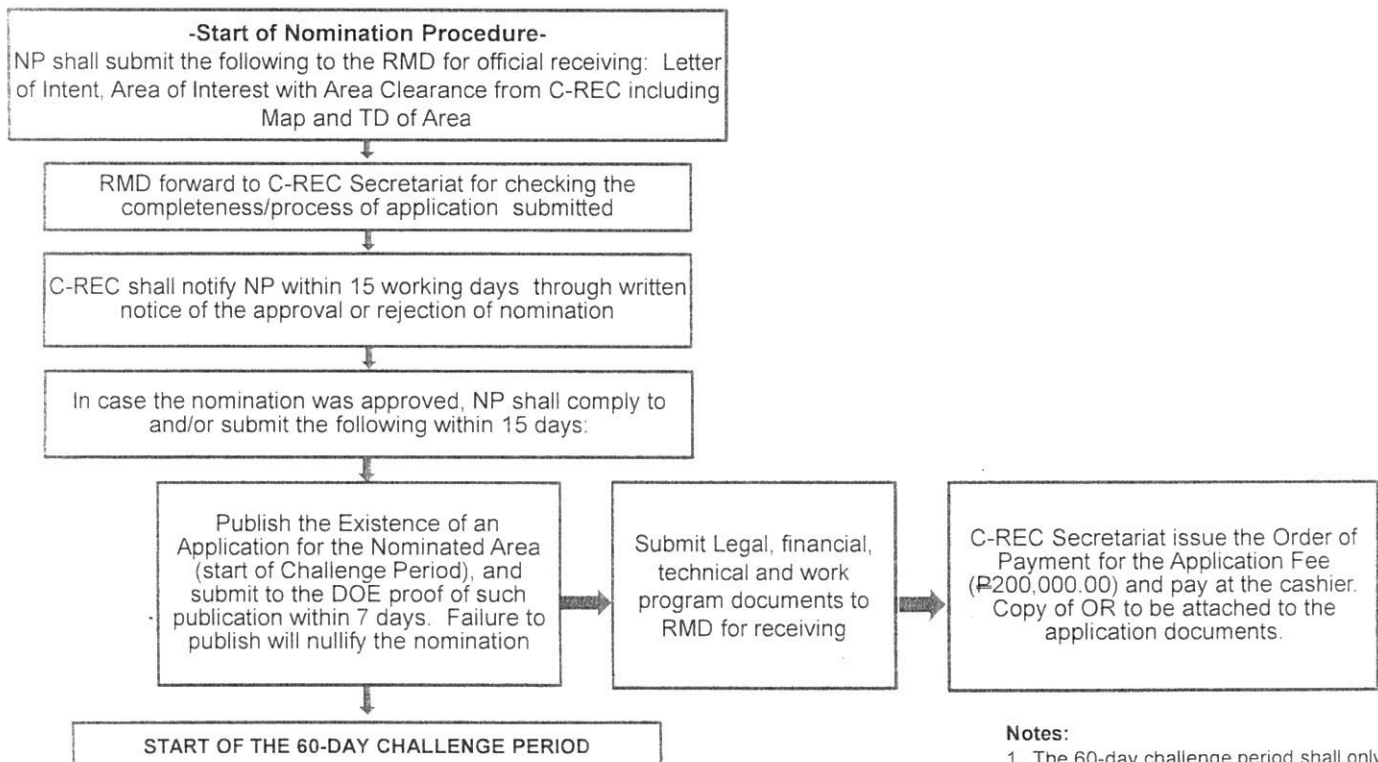 -Start of Nomination Procedure-
NP shall submit the following to the RMD for official receiving: Letter
of Intent, Area of Interest with Area Clearance from C-REC including
Map and TD of Area
RMD forward to C-REC Secretariat for checking the
completeness/process of application submitted
C-REC shall notify NP within 15 working days through written
notice of the approval or rejection of nomination
In case the nomination was approved, NP shall comply to
and/or submit the following within 15 days:
Publish the Existence of an
Application for the Nominated Area
(start of Challenge Period), and
submit to the DOE proof of such
publication within 7 days. Failure to
publish will nullify the nomination
Submit Legal, financial,
technical and work
program documents to
RMD for receiving
C-REC Secretariat issue the Order of
Payment for the Application Fee
(₱200,000.00) and pay at the cashier.
Copy of OR to be attached to the
application documents.
START OF THE 60-DAY CHALLENGE PERIOD
Notes:
1. The 60-day challenge period shall only